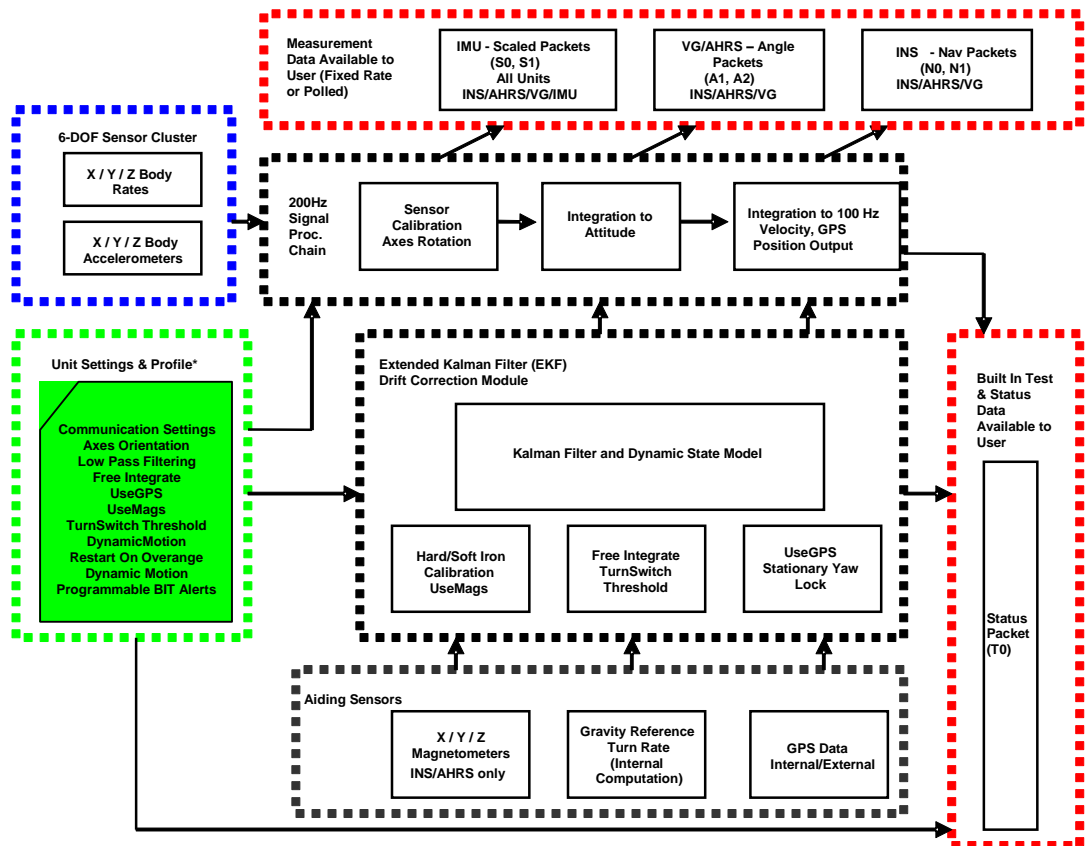 Measurement
Data Available to
User (Fixed Rate
or Polled)
IMU - Scaled Packets
(S0, S1)
All Units
INS/AHRS/VG/IMU
VG/AHRS – Angle
Packets
(A1, A2)
INS/AHRS/VG
INS - Nav Packets
(N0, N1)
INS/AHRS/VG
6-DOF Sensor Cluster
X / Y / Z Body
Rates
X / Y / Z Body
Accelerometers
200Hz
Signal
Proc.
Chain
Sensor
Calibration
Axes Rotation
Integration to
Attitude
Integration to 100 Hz
Velocity, GPS
Position Output
Unit Settings & Profile*
Communication Settings
Axes Orientation
Low Pass Filtering
Free Integrate
UseGPS
UseMags
TurnSwitch Threshold
DynamicMotion
Restart On Overange
Dynamic Motion
Programmable BIT Alerts
Extended Kalman Filter (EKF)
Drift Correction Module
Kalman Filter and Dynamic State Model
Hard/Soft Iron
Calibration
UseMags
Free Integrate
TurnSwitch
Threshold
UseGPS
Stationary Yaw
Lock
Built In Test
& Status
Data
Available to
User
Status
Packet
(T0)
Aiding Sensors
X / Y / Z
Magnetometers
INS/AHRS only
Gravity Reference
Turn Rate
(Internal
Computation)
GPS Data
Internal/External